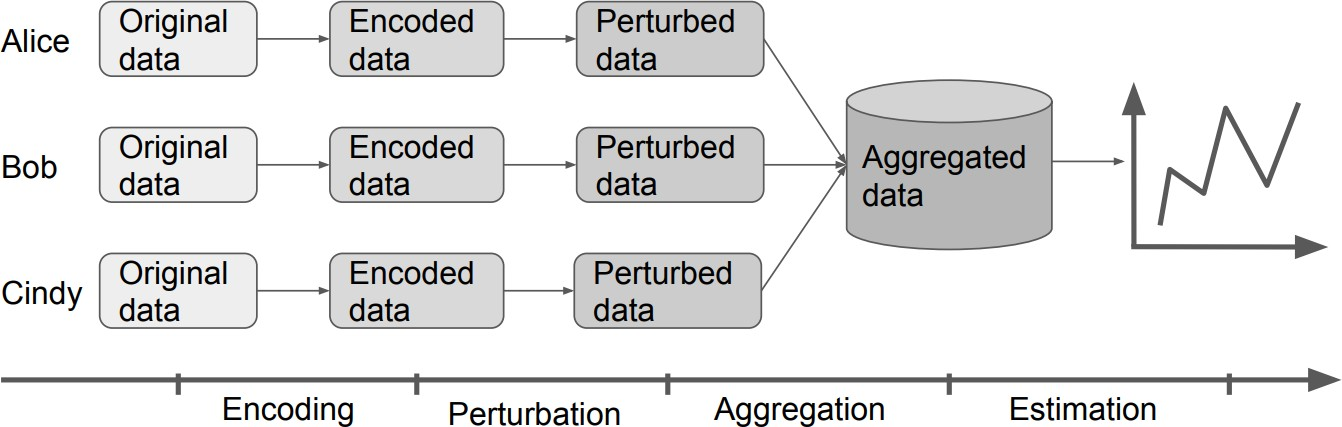 Alice
Original
data
Encoded
data
Perturbed
data
Bob
Original
data
Encoded
data
Perturbed
data
Aggregated
data
Cindy
Original
data
Encoded
data
Perturbed
data
Encoding
Perturbation
Aggregation
Estimation